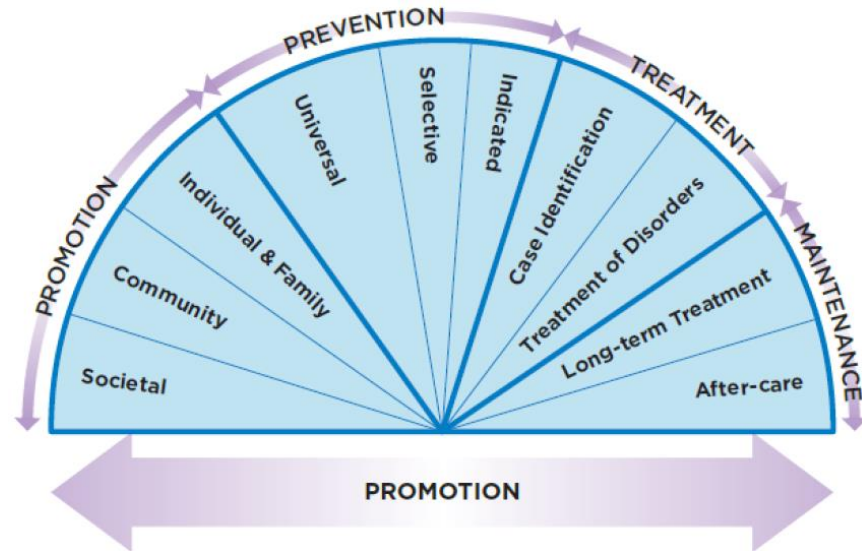 PROMOTION
PREVENTION
TREATMENT
MAINTENANCE
Societal
Community
Individual & Family
Universal
Selective
Indicated
Case Identification
Treatment of Disorders
Long-term Treatment
After-care
PROMOTION